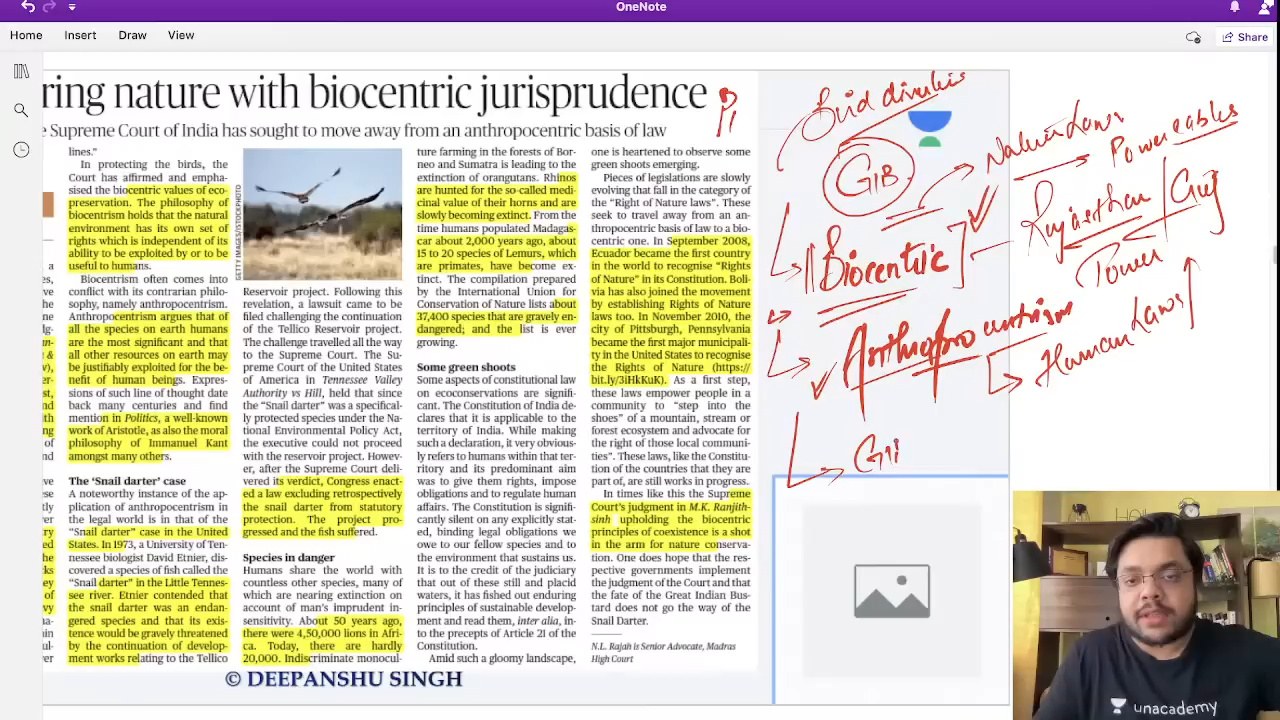 OneNote
Home Insert Draw View
Share
ring nature with biocentric jurisprudence
e Supreme Court of India has sought to move away from an anthropocentric basis of law
lines."
In protecting the birds, the
Court has affirmed and empha-
sised the biocentric values of eco-
preservation. The philosophy of
biocentrism holds that the natural
environment has its own set of
rights which is independent of its
ability to be exploited by or to be
useful to humans.
Biocentrism often comes into
conflict with its contrarian philo-
sophy, namely anthropocentrism.
Anthropocentrism argues that of
all the species on earth humans
are the most significant and that
all other resources on earth may
be justifiably exploited for the be-
nefit of human beings. Expres-
sions of such line of thought date
back many centuries and find
mention in Politics, a well-known
work of Aristotle, as also the moral
philosophy of Immanuel Kant
amongst many others.
The 'Snail darter' case
A noteworthy instance of the ap-
plication of anthropocentrism in
the legal world is in that of the
"Snail darter" case in the United
States. In 1973, a University of Ten-
nessee biologist David Etnier, dis-
covered a species of fish called the
"Snail darter" in the Little Tennes-
see river. Etnier contended that
the snail darter was an endan-
gered species and that its exis-
tence would be gravely threatened
by the continuation of develop-
ment works relating to the Tellico
GETTY IMAGES/ISTOCKPHOTO
Reservoir project. Following this
revelation, a lawsuit came to be
filed challenging the continuation
of the Tellico Reservoir project.
The challenge travelled all the way
to the Supreme Court. The Su-
preme Court of the United States
of America in Tennessee Valley
Authority vs Hill, held that since
the "Snail darter" was a specifical-
ly protected species under the Na-
tional Environmental Policy Act,
the executive could not proceed
with the reservoir project. Howev-
er, after the Supreme Court deli-
vered its verdict, Congress enact-
ed a law excluding retrospectively
the snail darter from statutory
protection. The project pro-
gressed and the fish suffered.
Species in danger
Humans share the world with
countless other species, many of
which are nearing extinction on
account of man's imprudent in-
sensitivity. About 50 years ago,
there were 4,50,000 lions in Afri-
ca. Today, there are hardly
20,000. Indiscriminate monocul-
ture farming in the forests of Bor-
neo and Sumatra is leading to the
extinction of orangutans. Rhinos
are hunted for the so-called medi-
cinal value of their horns and are
slowly becoming extinct. From the
time humans populated Madagas-
car about 2,000 years ago, about
15 to 20 species of Lemurs, which
are primates, have become ex-
tinct. The compilation prepared
by the International Union for
Conservation of Nature lists about
37,400 species that are gravely en-
dangered; and the list is ever
growing.
Some green shoots
Some aspects of constitutional law
on ecoconservations are signifi-
cant. The Constitution of India de-
clares that it is applicable to the
territory of India. While making
such a declaration, it very obvious-
ly refers to humans within that ter-
ritory and its predominant aim
was to give them rights, impose
obligations and to regulate human
affairs. The Constitution is signifi-
cantly silent on any explicitly stat-
ed, binding legal obligations we
owe to our fellow species and to
the environment that sustains us.
It is to the credit of the judiciary
that out of these still and placid
waters, it has fished out enduring
principles of sustainable develop-
ment and read them, inter alia, in-
to the precepts of Article 21 of the
Constitution.
Amid such a gloomy landscape,
one is heartened to observe some
green shoots emerging.
Pieces of legislations are slowly
evolving that fall in the category of
the "Right of Nature laws". These
seek to travel away from an an-
thropocentric basis of law to a bio-
centric one. In September 2008,
Ecuador became the first country
in the world to recognise "Rights
of Nature" in its Constitution. Boli-
via has also joined the movement
by establishing Rights of Nature
laws too. In November 2010, the
city of Pittsburgh, Pennsylvania
became the first major municipali-
ty in the United States to recognise
the Rights of Nature (https://
bit.ly/3iHkKuK). As a first step,
these laws empower people in a
community to "step into the
shoes" of a mountain, stream or
forest ecosystem and advocate for
the right of those local communi-
ties". These laws, like the Constitu-
tion of the countries that they are
part of, are still works in progress.
In times like this the Supreme
Court's judgment in M.K. Ranjith-
sinh upholding the biocentric
principles of coexistence is a shot
in the arm for nature conserva-
tion. One does hope that the res-
pective governments implement
the judgment of the Court and that
the fate of the Great Indian Bus-
tard does not go the way of the
Snail Darter.
N.L. Rajah is Senior Advocate, Madras
High Court
© DEEPANSHU SINGH
Bird
GIB
Nature Laws
Power cables
Rajasthan / Guj
Power
Biocentric
Anthropocentrism
Human Laws
unacademy